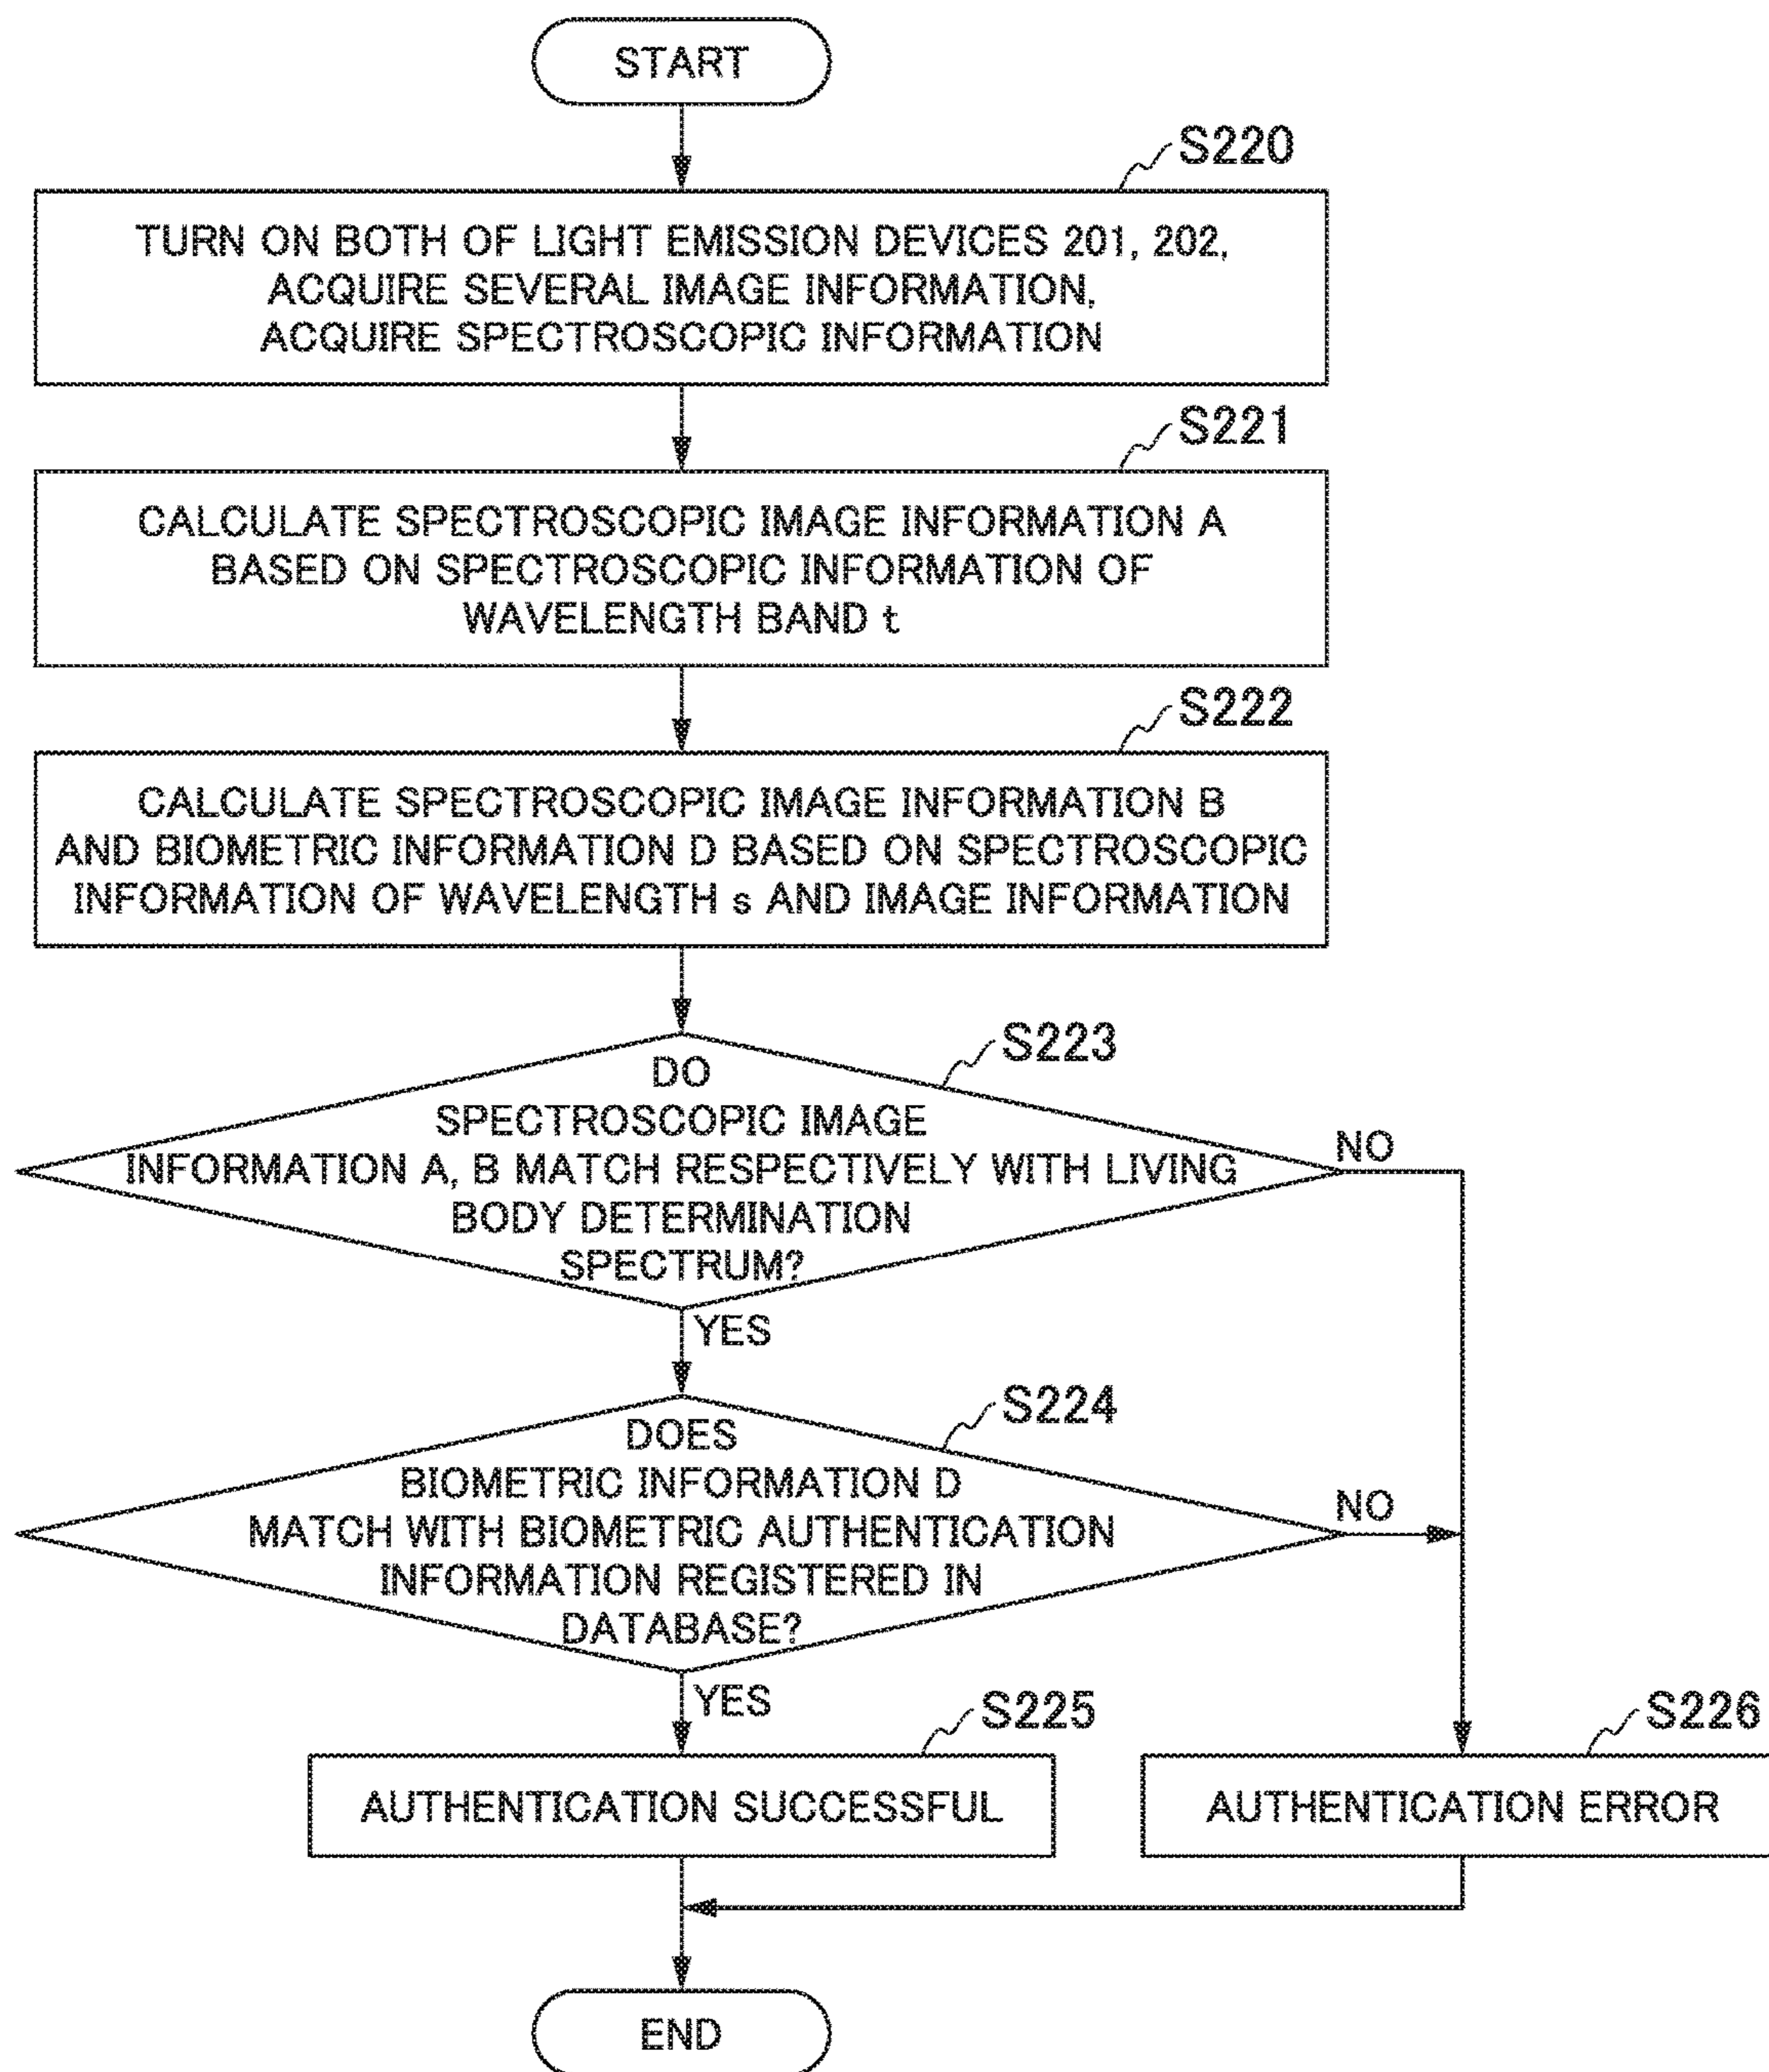 START
S220
TURN ON BOTH OF LIGHT EMISSION DEVICES 201, 202,
ACQUIRE SEVERAL IMAGE INFORMATION,
ACQUIRE SPECTROSCOPIC INFORMATION
S221
CALCULATE SPECTROSCOPIC IMAGE INFORMATION A
BASED ON SPECTROSCOPIC INFORMATION OF
WAVELENGTH BAND t
S222
CALCULATE SPECTROSCOPIC IMAGE INFORMATION B
AND BIOMETRIC INFORMATION D BASED ON SPECTROSCOPIC
INFORMATION OF WAVELENGTH s AND IMAGE INFORMATION
S223
DO
SPECTROSCOPIC IMAGE
INFORMATION A, B MATCH RESPECTIVELY WITH LIVING
BODY DETERMINATION
SPECTRUM?
NO
YES
S224
DOES
BIOMETRIC INFORMATION D
MATCH WITH BIOMETRIC AUTHENTICATION
INFORMATION REGISTERED IN
DATABASE?
NO
YES
S225
AUTHENTICATION SUCCESSFUL
S226
AUTHENTICATION ERROR
END